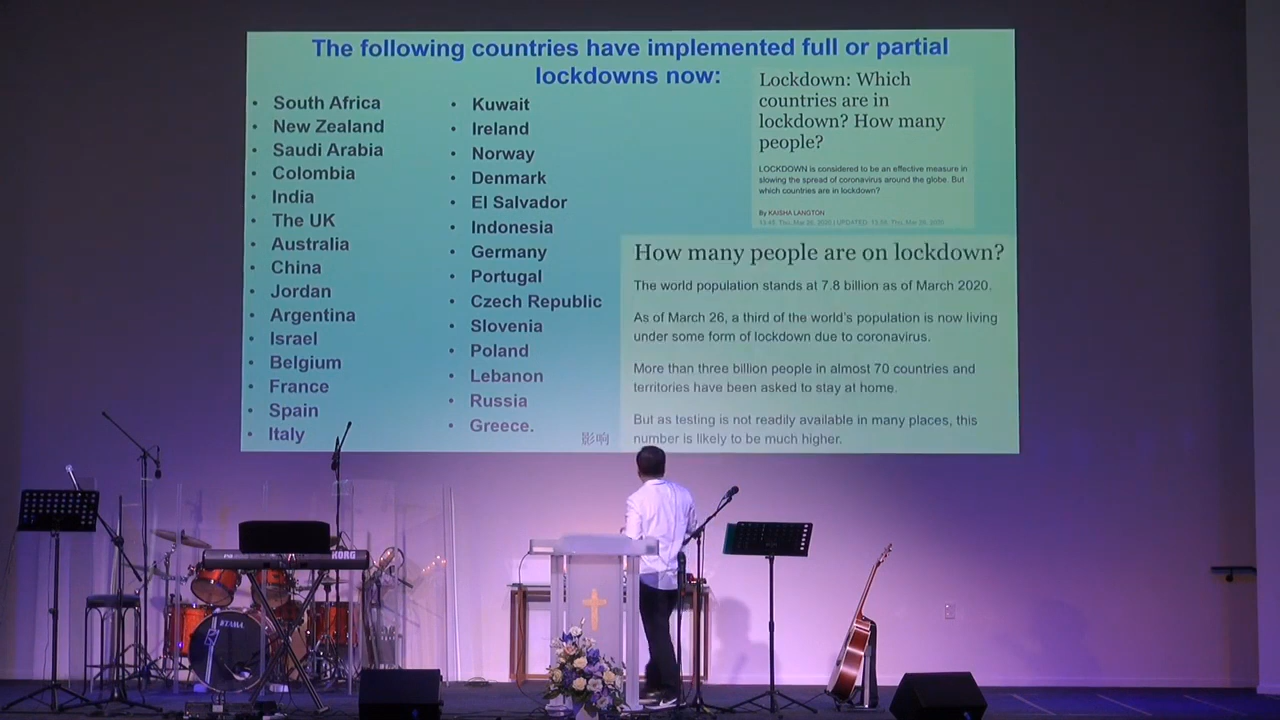 The following countries have implemented full or partial
lockdowns now:
• South Africa
• New Zealand
• Saudi Arabia
• Colombia
• India
• The UK
• Australia
• China
• Jordan
• Argentina
• Israel
• Belgium
• France
• Spain
• Italy
• Kuwait
• Ireland
• Norway
• Denmark
• El Salvador
• Indonesia
• Germany
• Portugal
• Czech Republic
• Slovenia
• Poland
• Lebanon
• Russia
• Greece.
影响
Lockdown: Which
countries are in
lockdown? How many
people?
LOCKDOWN is considered to be an effective measure in
slowing the spread of coronavirus around the globe. But
which countries are in lockdown?
By KAISHA LANGTON
How many people are on lockdown?
The world population stands at 7.8 billion as of March 2020.
As of March 26, a third of the world's population is now living
under some form of lockdown due to coronavirus.
More than three billion people in almost 70 countries and
territories have been asked to stay at home.
But as testing is not readily available in many places, this
number is likely to be much higher.
KORG
TAMA